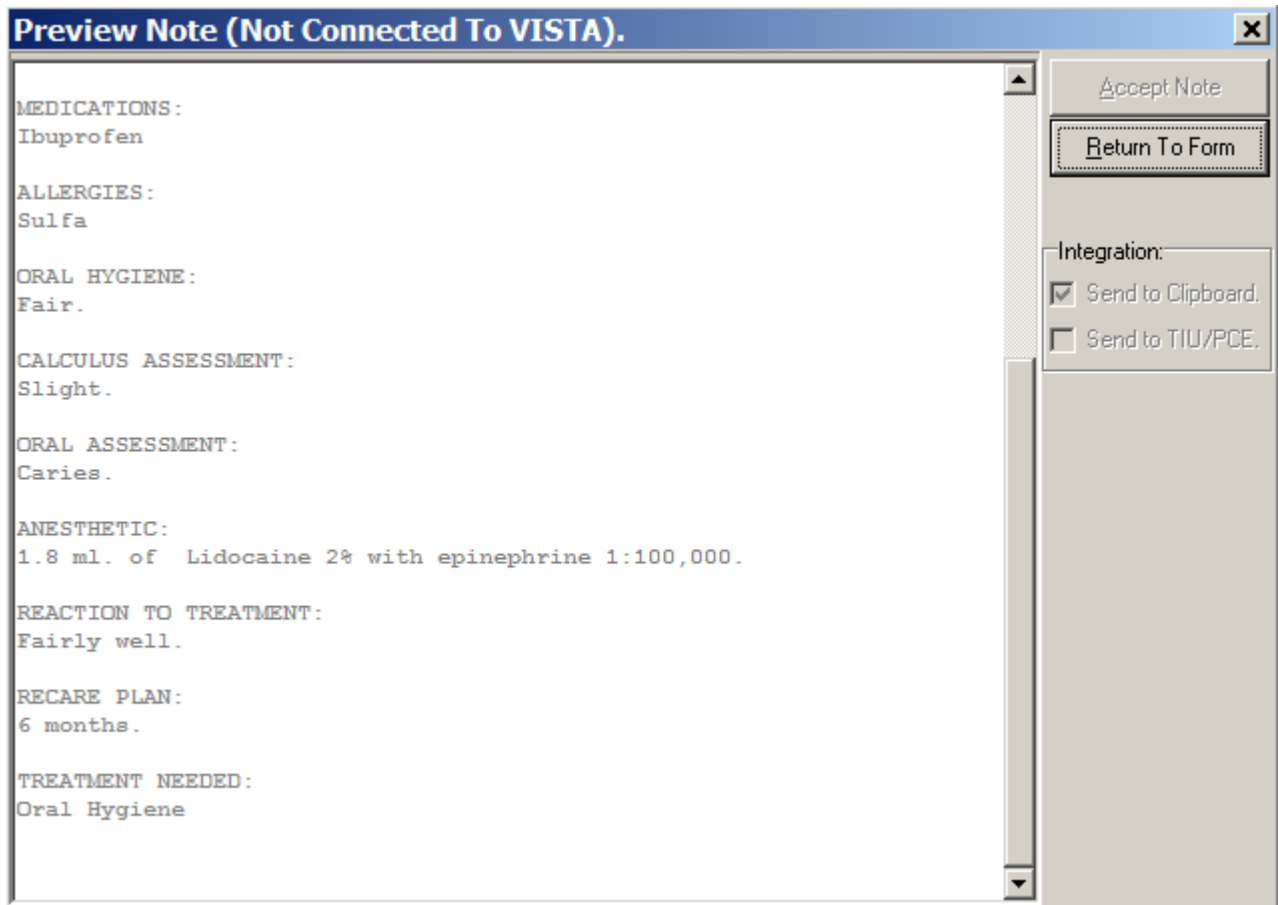 Preview Note (Not Connected To VISTA).
MEDICATIONS:
Ibuprofen
ALLERGIES:
Sulfa
ORAL HYGIENE:
Fair.
CALCULUS ASSESSMENT:
Slight.
ORAL ASSESSMENT:
Caries.
ANESTHETIC:
1.8 ml. of  Lidocaine 2% with epinephrine 1:100,000.
REACTION TO TREATMENT:
Fairly well.
RECARE PLAN:
6 months.
TREATMENT NEEDED:
Oral Hygiene
Accept Note
Return To Form
Integration:
Send to Clipboard.
Send to TIU/PCE.